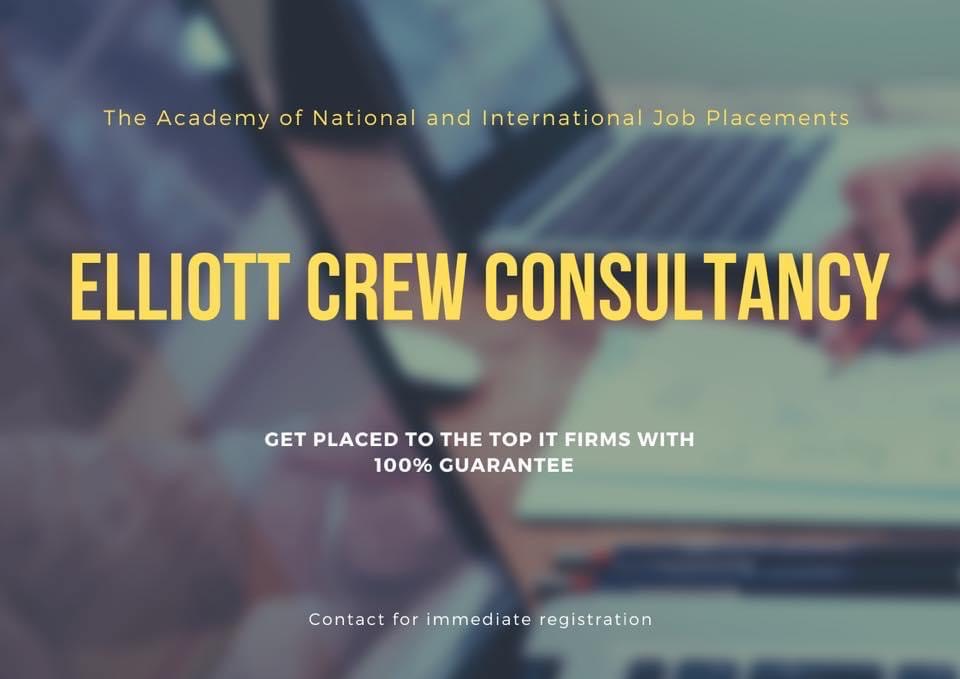 The Academy of National and International Job Placements
ELLIOTT CREW CONSULTANCY
GET PLACED TO THE TOP IT FIRMS WITH
100% GUARANTEE
Contact for immediate registration